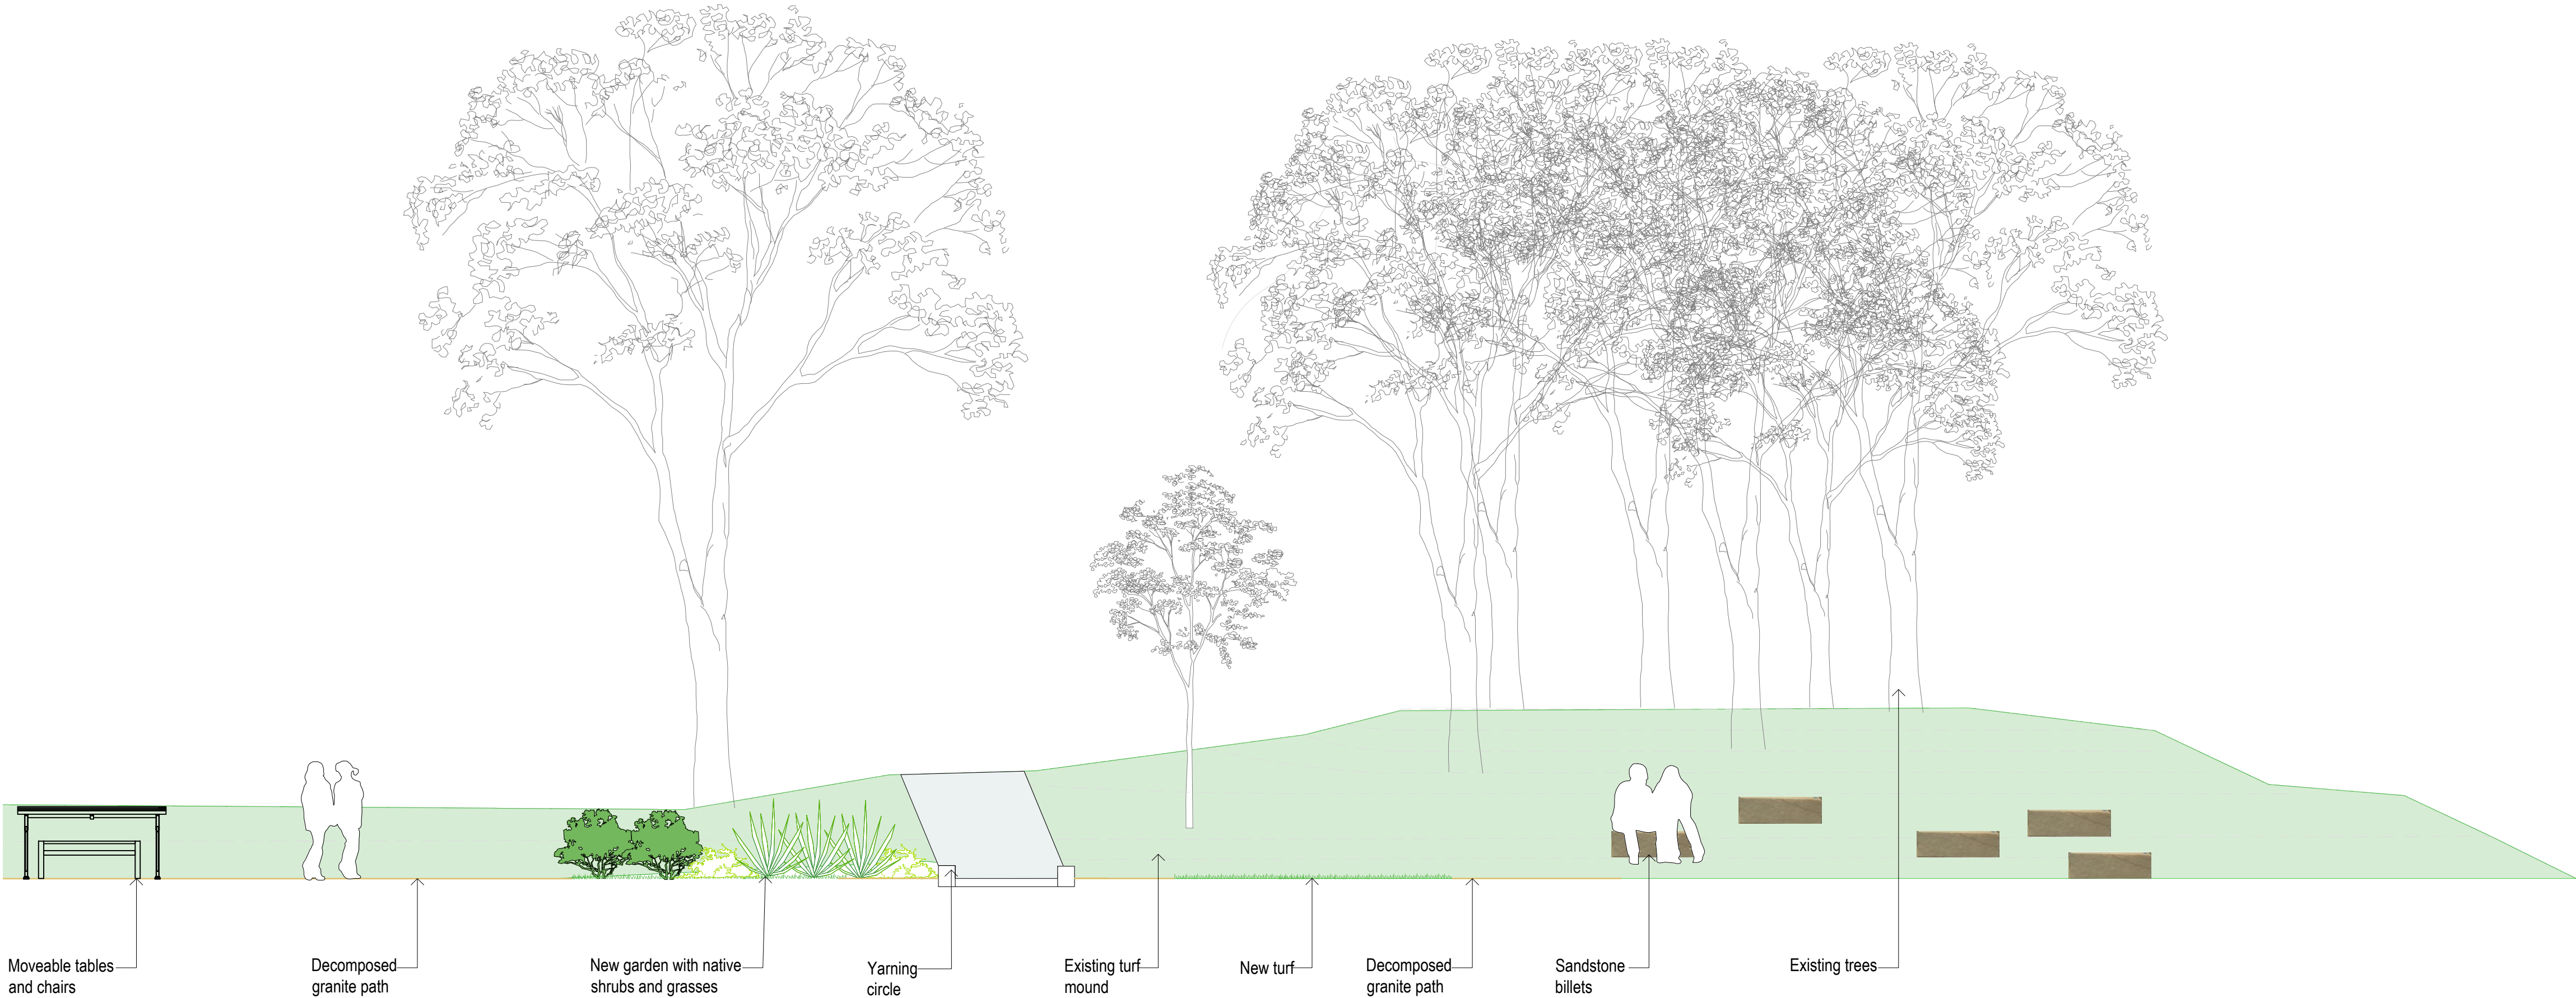 Moveable tables
and chairs
Decomposed
granite path
New garden with native
shrubs and grasses
Yarning
circle
Existing turf
mound
New turf
Decomposed
granite path
Sandstone
billets
Existing trees